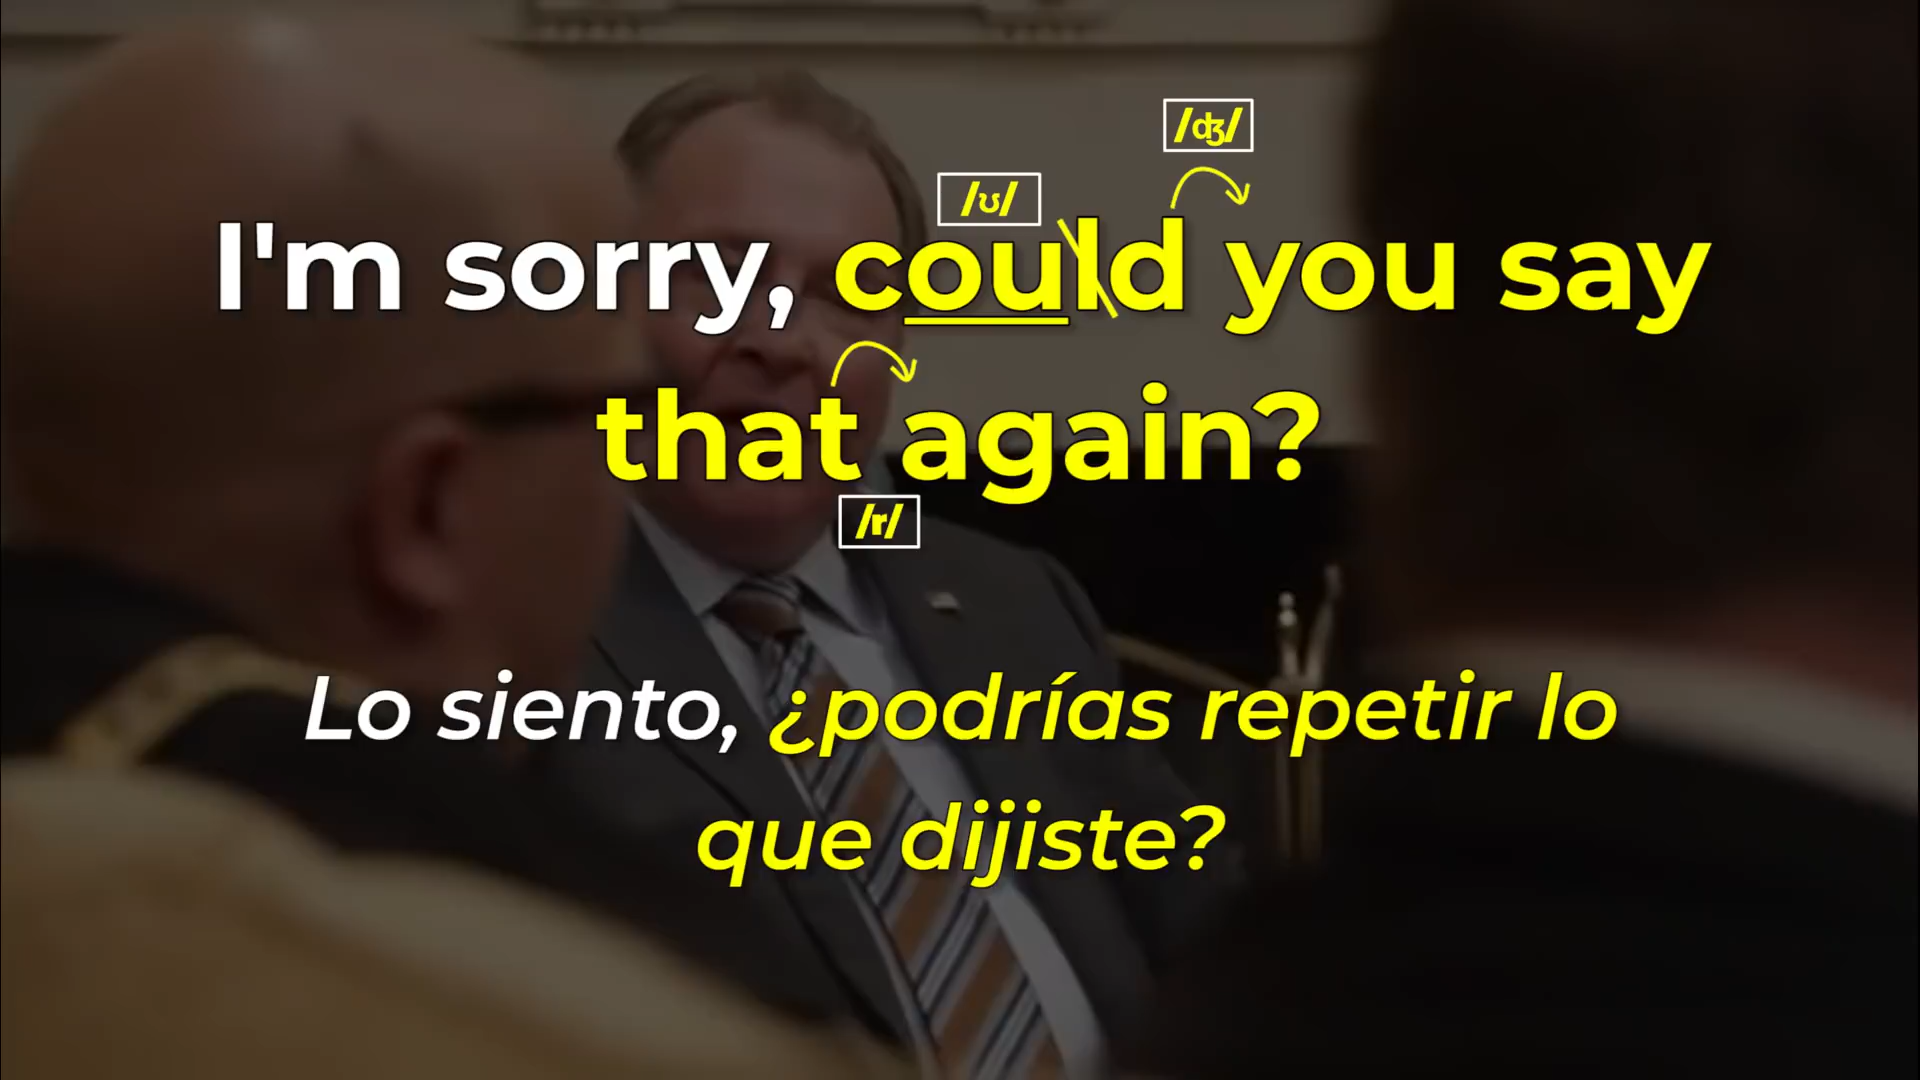 /ʤ/
/ʊ/
I'm sorry, could you say
that again?
/r/
Lo siento, ¿podrías repetir lo
que dijiste?